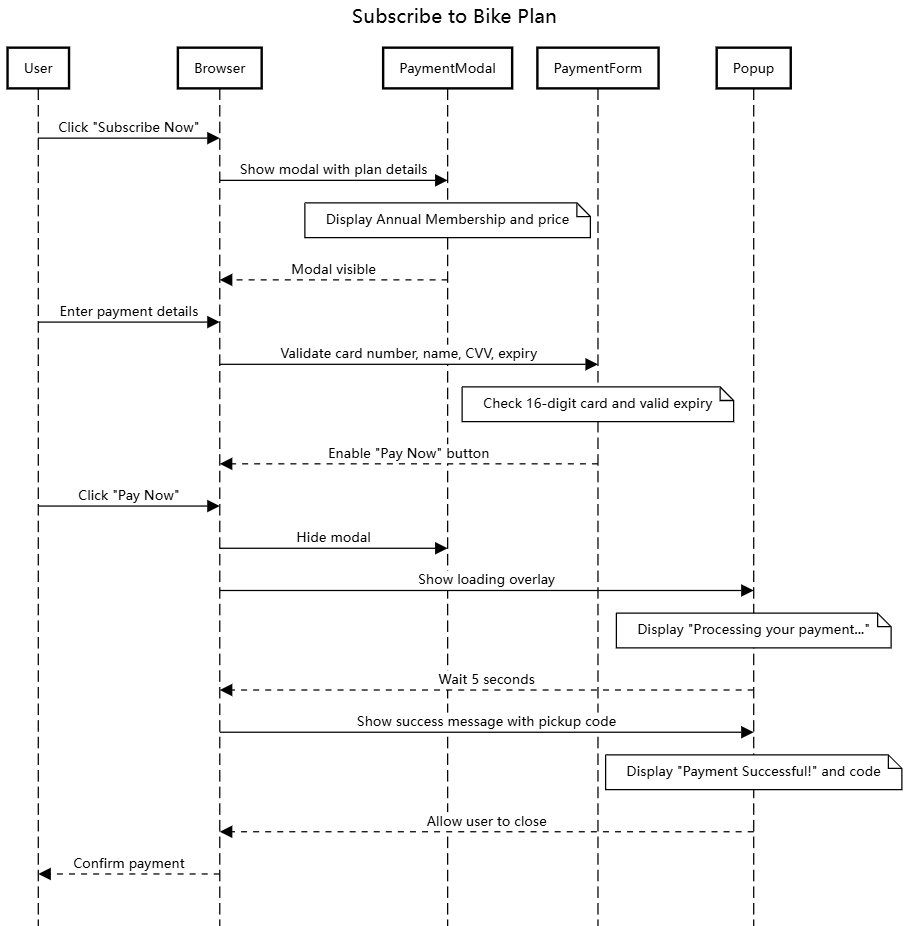 Subscribe to Bike Plan
User
Browser
PaymentModal
PaymentForm
Popup
Click "Subscribe Now"
Show modal with plan details
Display Annual Membership and price
Modal visible
Enter payment details
Validate card number, name, CVV, expiry
Check 16-digit card and valid expiry
Enable "Pay Now" button
Click "Pay Now"
Hide modal
Show loading overlay
Display "Processing your payment..."
Wait 5 seconds
Show success message with pickup code
Display "Payment Successful!" and code
Allow user to close
Confirm payment